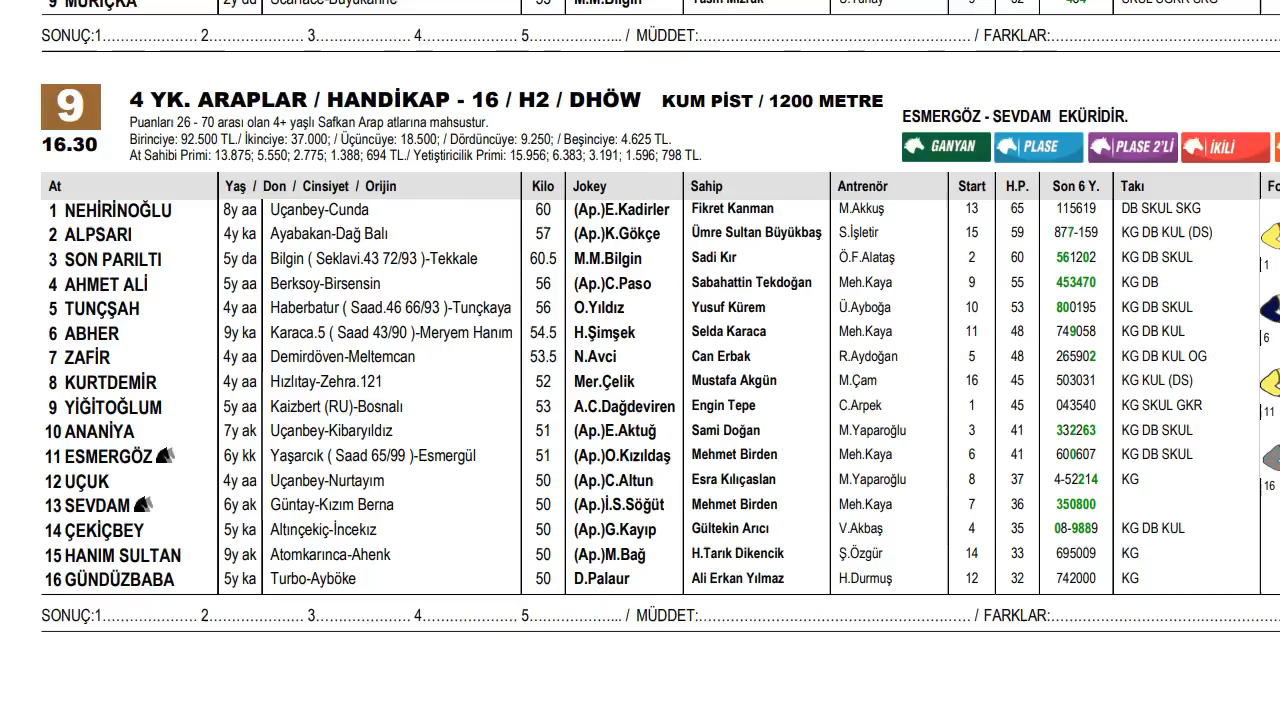 9 MURIÇKA 2y dd M.M.Bilgin
SONUÇ:1…………………. 2…………………. 3…………………. 4…………………. 5………………... / MÜDDET:……………………………………………… / FARKLAR:………………………………………
9 4 YK. ARAPLAR / HANDİKAP - 16 / H2 / DHÖW KUM PİST / 1200 METRE
Puanları 26 - 70 arası olan 4+ yaşlı Safkan Arap atlarına mahsustur.
ESMERGÖZ - SEVDAM EKÜRİDİR.
16.30 Birinciye: 92.500 TL./ İkinciye: 37.000; / Üçüncüye: 18.500; / Dördüncüye: 9.250; / Beşinciye: 4.625 TL.
At Sahibi Primi: 13.875; 5.550; 2.775; 1.388; 694 TL./ Yetiştiricilik Primi: 15.956; 6.383; 3.191; 1.596; 798 TL.
GANYAN PLASE PLASE 2'Lİ İKİLİ
At Yaş / Don / Cinsiyet / Orijin Kilo Jokey Sahip Antrenör Start H.P. Son 6 Y. Takı Fo
1 NEHİRİNOĞLU 8y aa Uçanbey-Cunda 60 (Ap.)E.Kadirler Fikret Kanman M.Akkuş 13 65 115619 DB SKUL SKG
2 ALPSARI 4y ka Ayabakan-Dağ Balı 57 (Ap.)K.Gökçe Ümre Sultan Büyükbaş S.İşletir 15 59 877-159 KG DB KUL (DS)
3 SON PARILTI 5y da Bilgin ( Seklavi.43 72/93 )-Tekkale 60.5 M.M.Bilgin Sadi Kır Ö.F.Alataş 2 60 561202 KG DB SKUL
1
4 AHMET ALİ 5y aa Berksoy-Birsensin 56 (Ap.)C.Paso Sabahattin Tekdoğan Meh.Kaya 9 55 453470 KG DB
5 TUNÇŞAH 4y aa Haberbatur ( Saad.46 66/93 )-Tunçkaya 56 O.Yıldız Yusuf Kürem Ü.Ayboğa 10 53 800195 KG DB SKUL
6 ABHER 9y ka Karaca.5 ( Saad 43/90 )-Meryem Hanım 54.5 H.Şimşek Selda Karaca Meh.Kaya 11 48 749058 KG DB KUL
6
7 ZAFİR 4y aa Demirdöven-Meltemcan 53.5 N.Avci Can Erbak R.Aydoğan 5 48 265902 KG DB KUL OG
8 KURTDEMİR 4y aa Hızlıtay-Zehra.121 52 Mer.Çelik Mustafa Akgün M.Çam 16 45 503031 KG KUL (DS)
9 YİĞİTOĞLUM 5y aa Kaizbert (RU)-Bosnalı 53 A.C.Dağdeviren Engin Tepe C.Arpek 1 45 043540 KG SKUL GKR
11
10 ANANİYA 7y ak Uçanbey-Kibaryıldız 51 (Ap.)E.Aktuğ Sami Doğan M.Yaparoğlu 3 41 332263 KG DB SKUL
11 ESMERGÖZ 6y kk Yaşarcık ( Saad 65/99 )-Esmergül 51 (Ap.)O.Kızıldaş Mehmet Birden Meh.Kaya 6 41 600607 KG DB SKUL
12 UÇUK 4y aa Uçanbey-Nurtayım 50 (Ap.)C.Altun Esra Kılıçaslan M.Yaparoğlu 8 37 4-52214 KG
16
13 SEVDAM 6y ak Güntay-Kızım Berna 50 (Ap.)İ.S.Söğüt Mehmet Birden Meh.Kaya 7 36 350800
14 ÇEKİÇBEY 5y ka Altınçekiç-İncekız 50 (Ap.)G.Kayıp Gültekin Arıcı V.Akbaş 4 35 08-9889 KG DB KUL
15 HANIM SULTAN 9y ak Atomkarınca-Ahenk 50 (Ap.)M.Bağ H.Tarık Dikencik Ş.Özgür 14 33 695009 KG
16 GÜNDÜZBABA 5y ka Turbo-Ayböke 50 D.Palaur Ali Erkan Yılmaz H.Durmuş 12 32 742000 KG
SONUÇ:1…………………. 2…………………. 3…………………. 4…………………. 5………………... / MÜDDET:……………………………………………… / FARKLAR:………………………………………